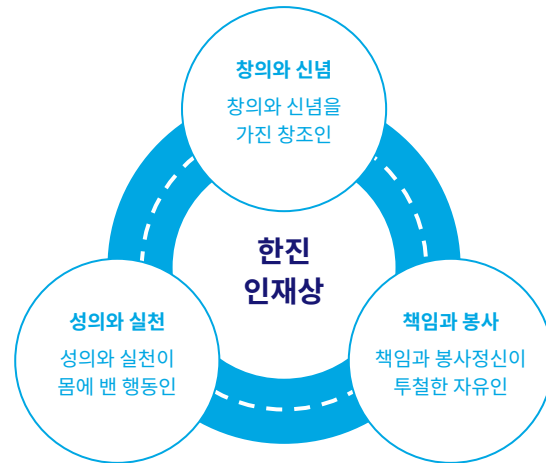 창의와 신념
창의와 신념을
가진 창조인
한진
인재상
성의와 실천
성의와 실천이
몸에 밴 행동인
책임과 봉사
책임과 봉사정신이
투철한 자유인